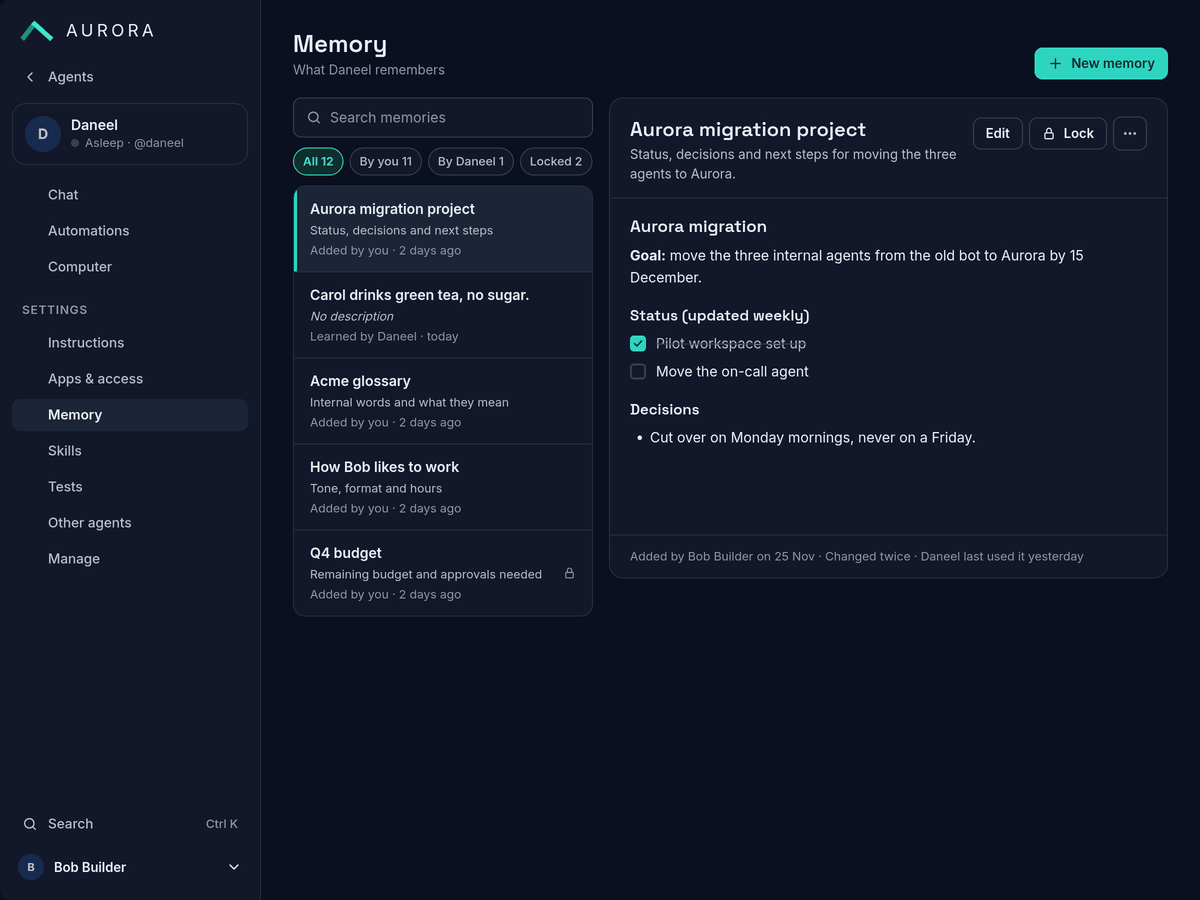 AURORA
Agents
D
Daneel
Asleep · @daneel
Chat
Automations
Computer
SETTINGS
Instructions
Apps & access
Memory
Skills
Tests
Other agents
Manage
Search
Ctrl K
B
Bob Builder
Memory
What Daneel remembers
New memory
Search memories
All 12
By you 11
By Daneel 1
Locked 2
Aurora migration project
Status, decisions and next steps
Added by you · 2 days ago
Carol drinks green tea, no sugar.
No description
Learned by Daneel · today
Acme glossary
Internal words and what they mean
Added by you · 2 days ago
How Bob likes to work
Tone, format and hours
Added by you · 2 days ago
Q4 budget
Remaining budget and approvals needed
Added by you · 2 days ago
Aurora migration project
Status, decisions and next steps for moving the three
agents to Aurora.
Edit
Lock
Aurora migration
Goal: move the three internal agents from the old bot to Aurora by 15
December.
Status (updated weekly)
Pilot workspace set up
Move the on-call agent
Decisions
• Cut over on Monday mornings, never on a Friday.
Added by Bob Builder on 25 Nov · Changed twice · Daneel last used it yesterday